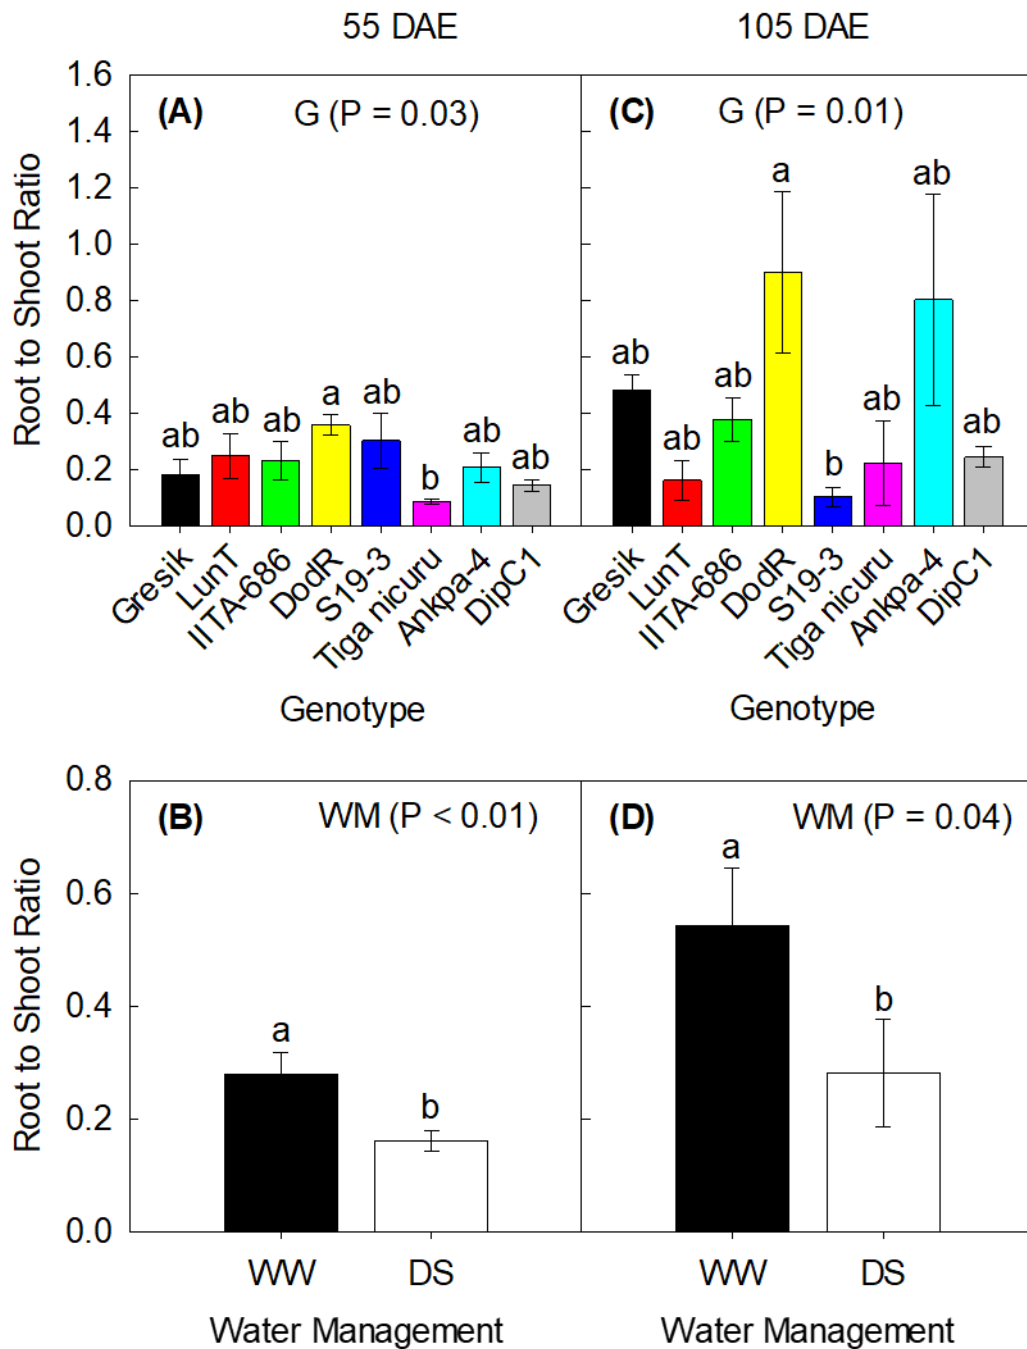 55 DAE
105 DAE
Root to Shoot Ratio
1.6
1.4
1.2
1.0
0.8
0.6
0.4
0.2
0.0
(A)
G (P = 0.03)
ab
ab
ab
a
ab
b
ab
ab
Gresik
LunT
IITA-686
DodR
S19-3
Tiga nicuru
Ankpa-4
DipC1
Genotype
(C)
G (P = 0.01)
ab
ab
ab
a
b
ab
ab
ab
Gresik
LunT
IITA-686
DodR
S19-3
Tiga nicuru
Ankpa-4
DipC1
Genotype
Root to Shoot Ratio
0.8
0.6
0.4
0.2
0.0
(B)
WM (P < 0.01)
a
b
WW
DS
Water Management
(D)
WM (P = 0.04)
a
b
WW
DS
Water Management